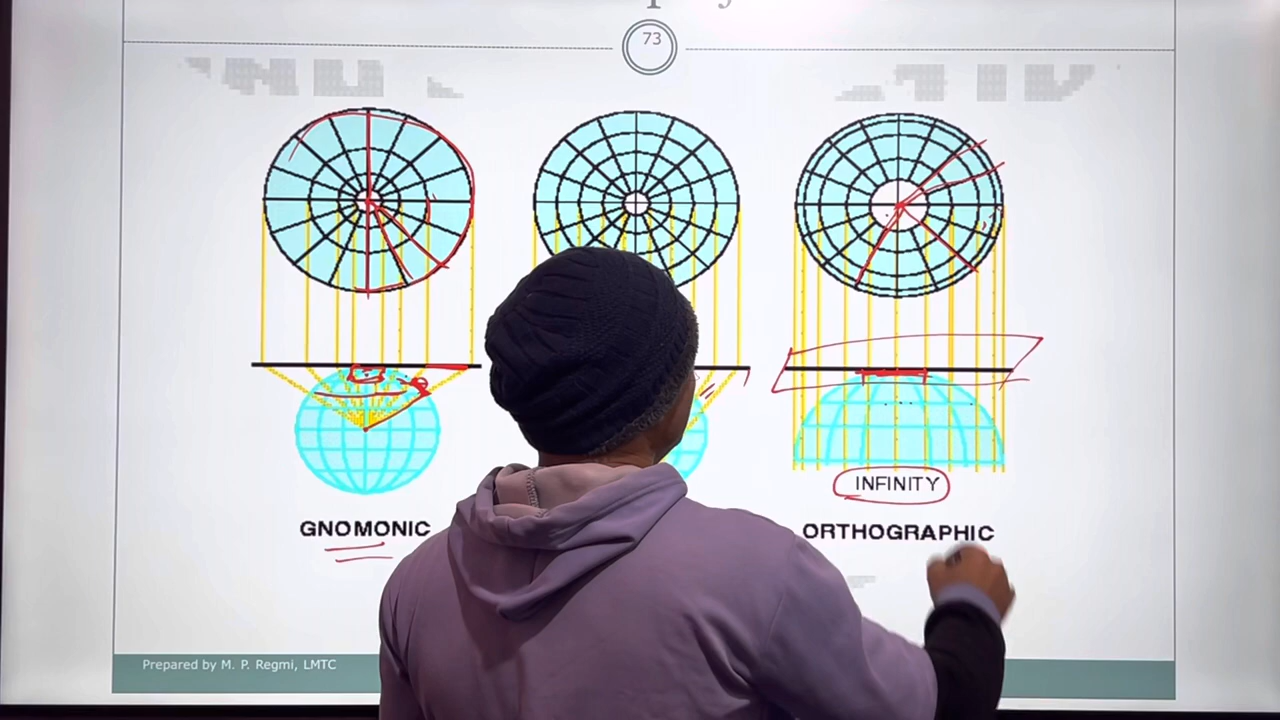 73
INFINITY
GNOMONIC
ORTHOGRAPHIC
Prepared by M. P. Regmi, LMTC